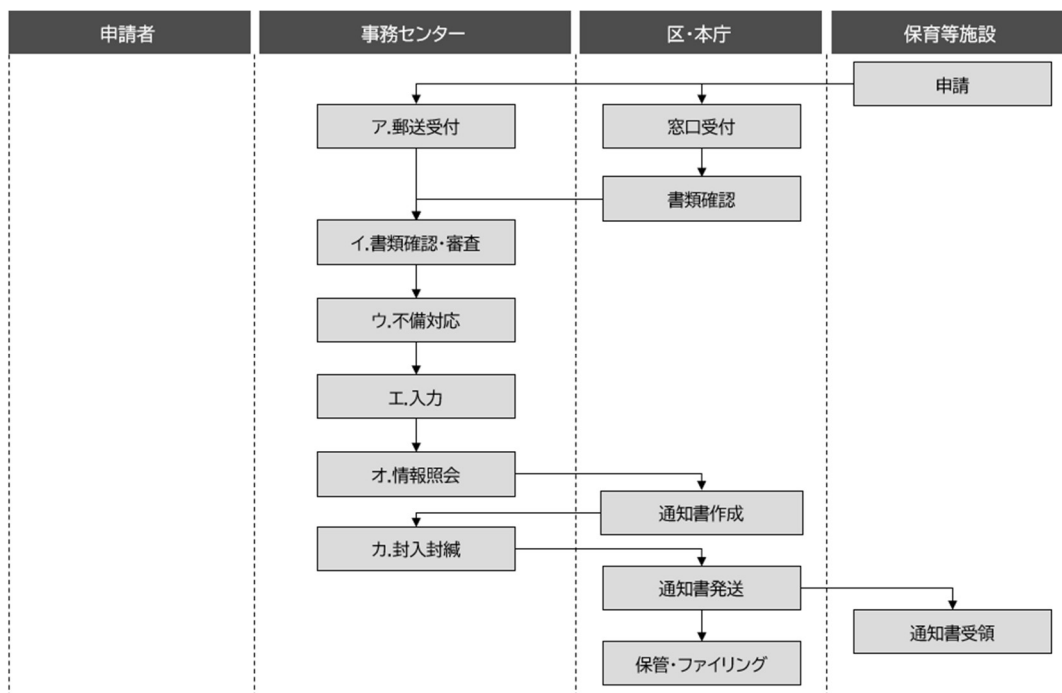 申請者
事務センター
区・本庁
保育等施設
申請
ア.郵送受付
窓口受付
書類確認
イ.書類確認・審査
ウ.不備対応
エ.入力
オ.情報照会
通知書作成
カ.封入封緘
通知書発送
通知書受領
保管・ファイリング